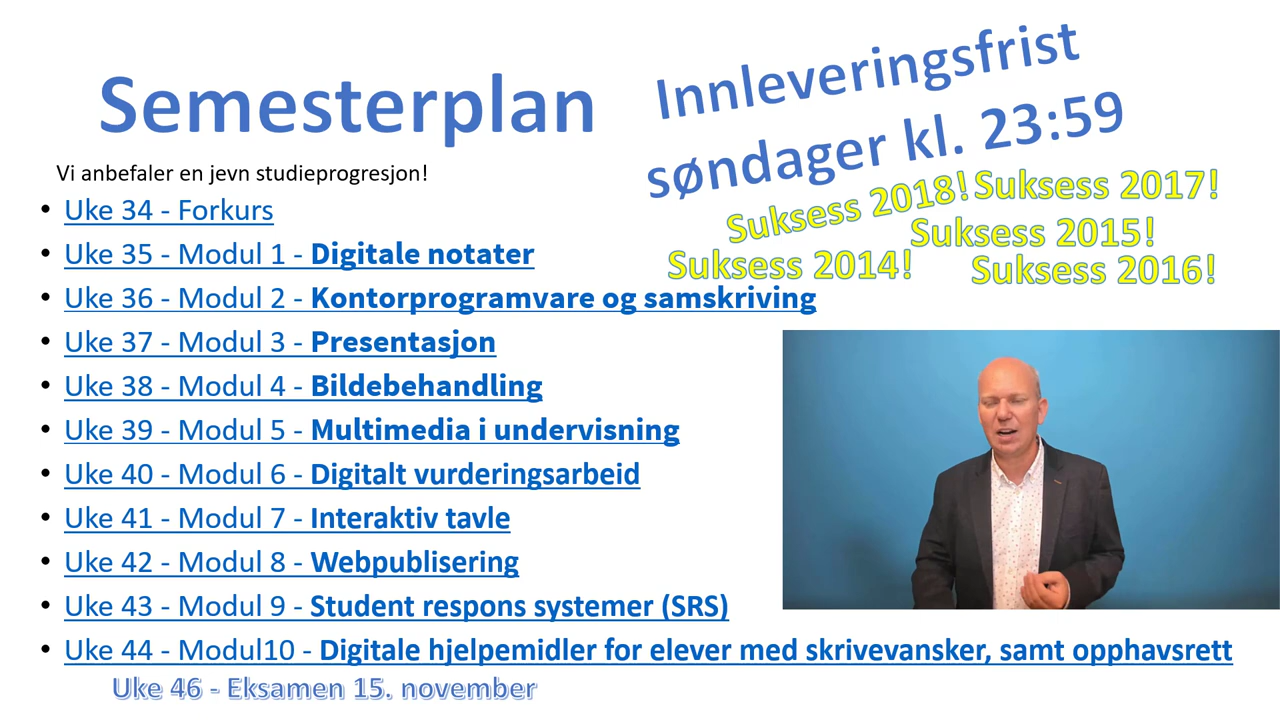 Semesterplan
Innleveringsfrist
søndager kl. 23:59
Vi anbefaler en jevn studieprogresjon!
Suksess 2018!
Suksess 2017!
Suksess 2015!
Suksess 2014!
Suksess 2016!
• Uke 34 - Forkurs
• Uke 35 - Modul 1 - Digitale notater
• Uke 36 - Modul 2 - Kontorprogramvare og samskriving
• Uke 37 - Modul 3 - Presentasjon
• Uke 38 - Modul 4 - Bildebehandling
• Uke 39 - Modul 5 - Multimedia i undervisning
• Uke 40 - Modul 6 - Digitalt vurderingsarbeid
• Uke 41 - Modul 7 - Interaktiv tavle
• Uke 42 - Modul 8 - Webpublisering
• Uke 43 - Modul 9 - Student respons systemer (SRS)
• Uke 44 - Modul10 - Digitale hjelpemidler for elever med skrivevansker, samt opphavsrett
Uke 46 - Eksamen 15. november